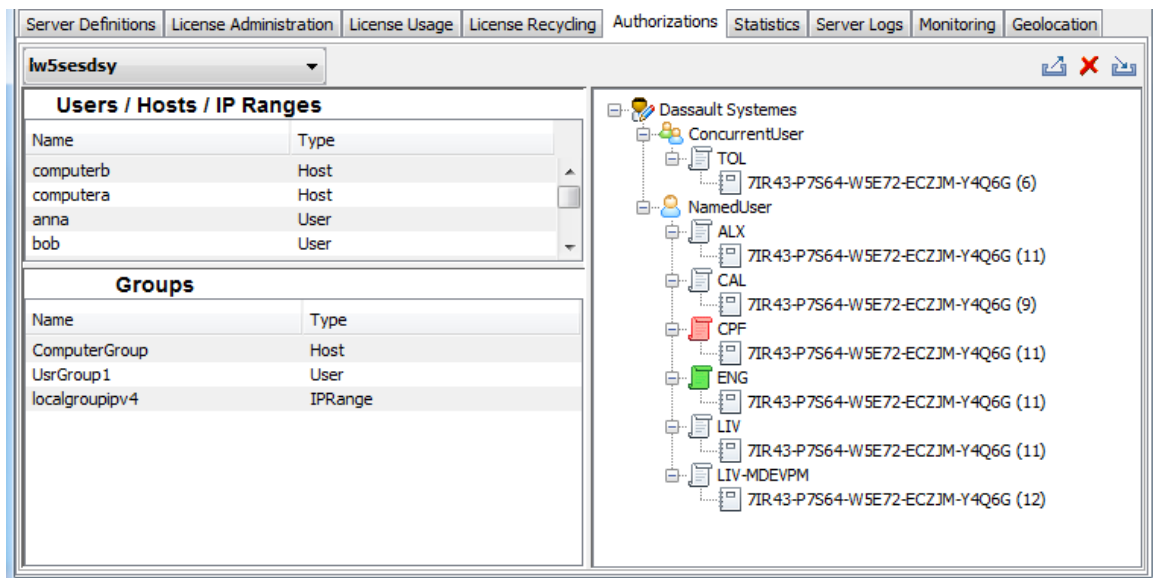 Server Definitions License Administration License Usage License Recycling Authorizations Statistics Server Logs Monitoring Geolocation
lw5sesdsy
Users / Hosts / IP Ranges
Name Type
computerb Host
computera Host
anna User
bob User
Groups
Name Type
ComputerGroup Host
UsrGroup1 User
localgroupipv4 IPRange
Dassault Systemes
ConcurrentUser
TOL
7IR43-P7S64-W5E72-ECZJM-Y4Q6G (6)
NamedUser
ALX
7IR43-P7S64-W5E72-ECZJM-Y4Q6G (11)
CAL
7IR43-P7S64-W5E72-ECZJM-Y4Q6G (9)
CPF
7IR43-P7S64-W5E72-ECZJM-Y4Q6G (11)
ENG
7IR43-P7S64-W5E72-ECZJM-Y4Q6G (11)
LIV
7IR43-P7S64-W5E72-ECZJM-Y4Q6G (11)
LIV-MDEVPM
7IR43-P7S64-W5E72-ECZJM-Y4Q6G (12)